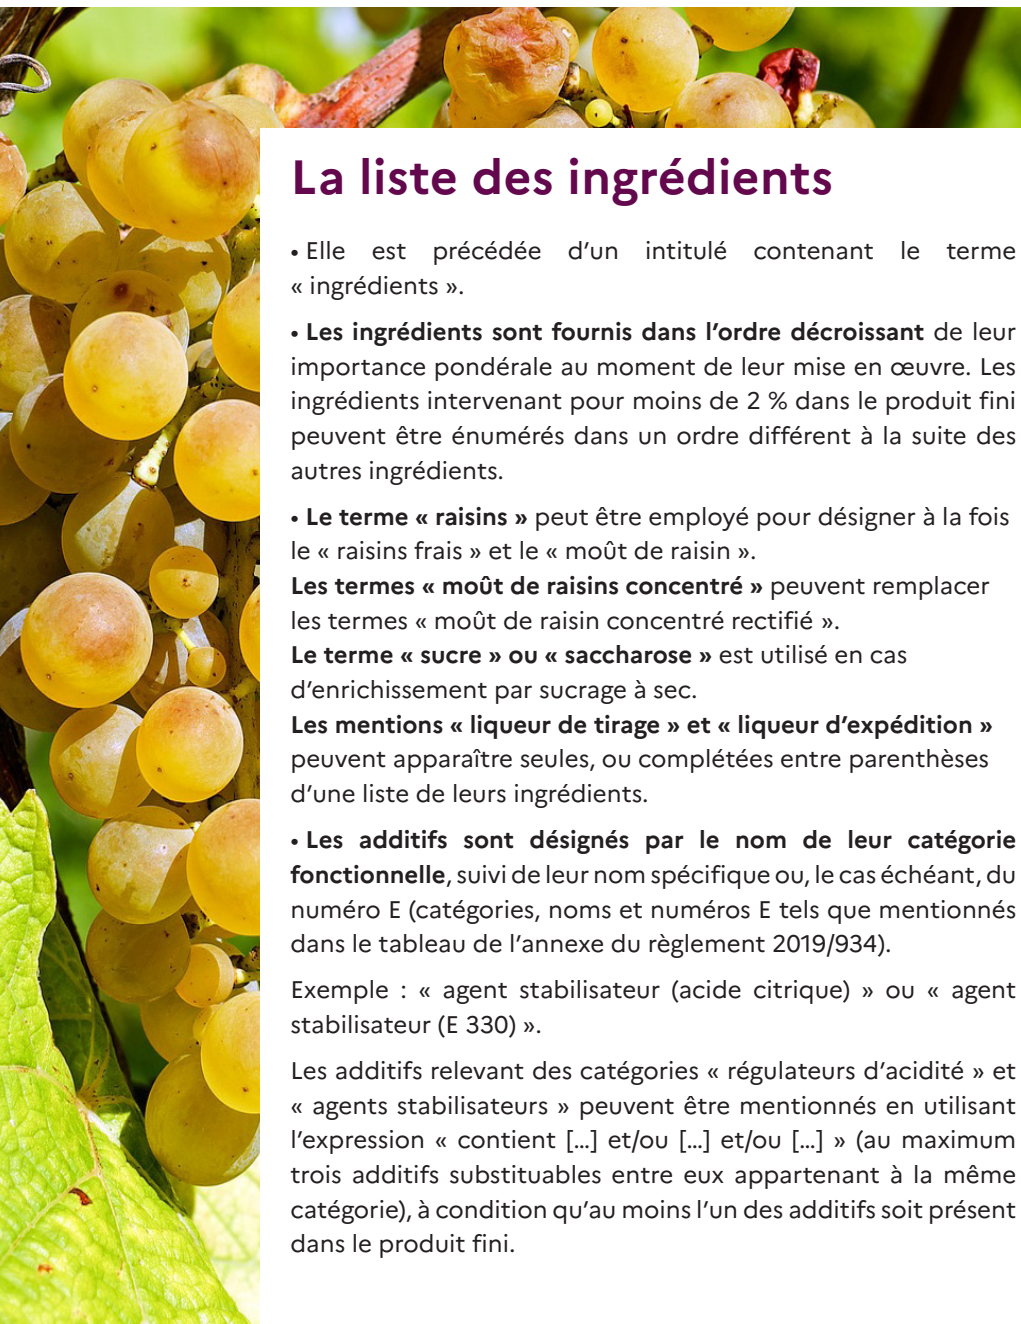 La liste des ingrédients
• Elle est précédée d’un intitulé contenant le terme
« ingrédients ».
• Les ingrédients sont fournis dans l’ordre décroissant de leur
importance pondérale au moment de leur mise en œuvre. Les
ingrédients intervenant pour moins de 2 % dans le produit fini
peuvent être énumérés dans un ordre différent à la suite des
autres ingrédients.
• Le terme « raisins » peut être employé pour désigner à la fois
le « raisins frais » et le « moût de raisin ».
Les termes « moût de raisins concentré » peuvent remplacer
les termes « moût de raisin concentré rectifié ».
Le terme « sucre » ou « saccharose » est utilisé en cas
d’enrichissement par sucrage à sec.
Les mentions « liqueur de tirage » et « liqueur d’expédition »
peuvent apparaître seules, ou complétées entre parenthèses
d’une liste de leurs ingrédients.
• Les additifs sont désignés par le nom de leur catégorie
fonctionnelle, suivi de leur nom spécifique ou, le cas échéant, du
numéro E (catégories, noms et numéros E tels que mentionnés
dans le tableau de l’annexe du règlement 2019/934).
Exemple : « agent stabilisateur (acide citrique) » ou « agent
stabilisateur (E 330) ».
Les additifs relevant des catégories « régulateurs d’acidité » et
« agents stabilisateurs » peuvent être mentionnés en utilisant
l’expression « contient [...] et/ou [...] et/ou [...] » (au maximum
trois additifs substituables entre eux appartenant à la même
catégorie), à condition qu’au moins l’un des additifs soit présent
dans le produit fini.